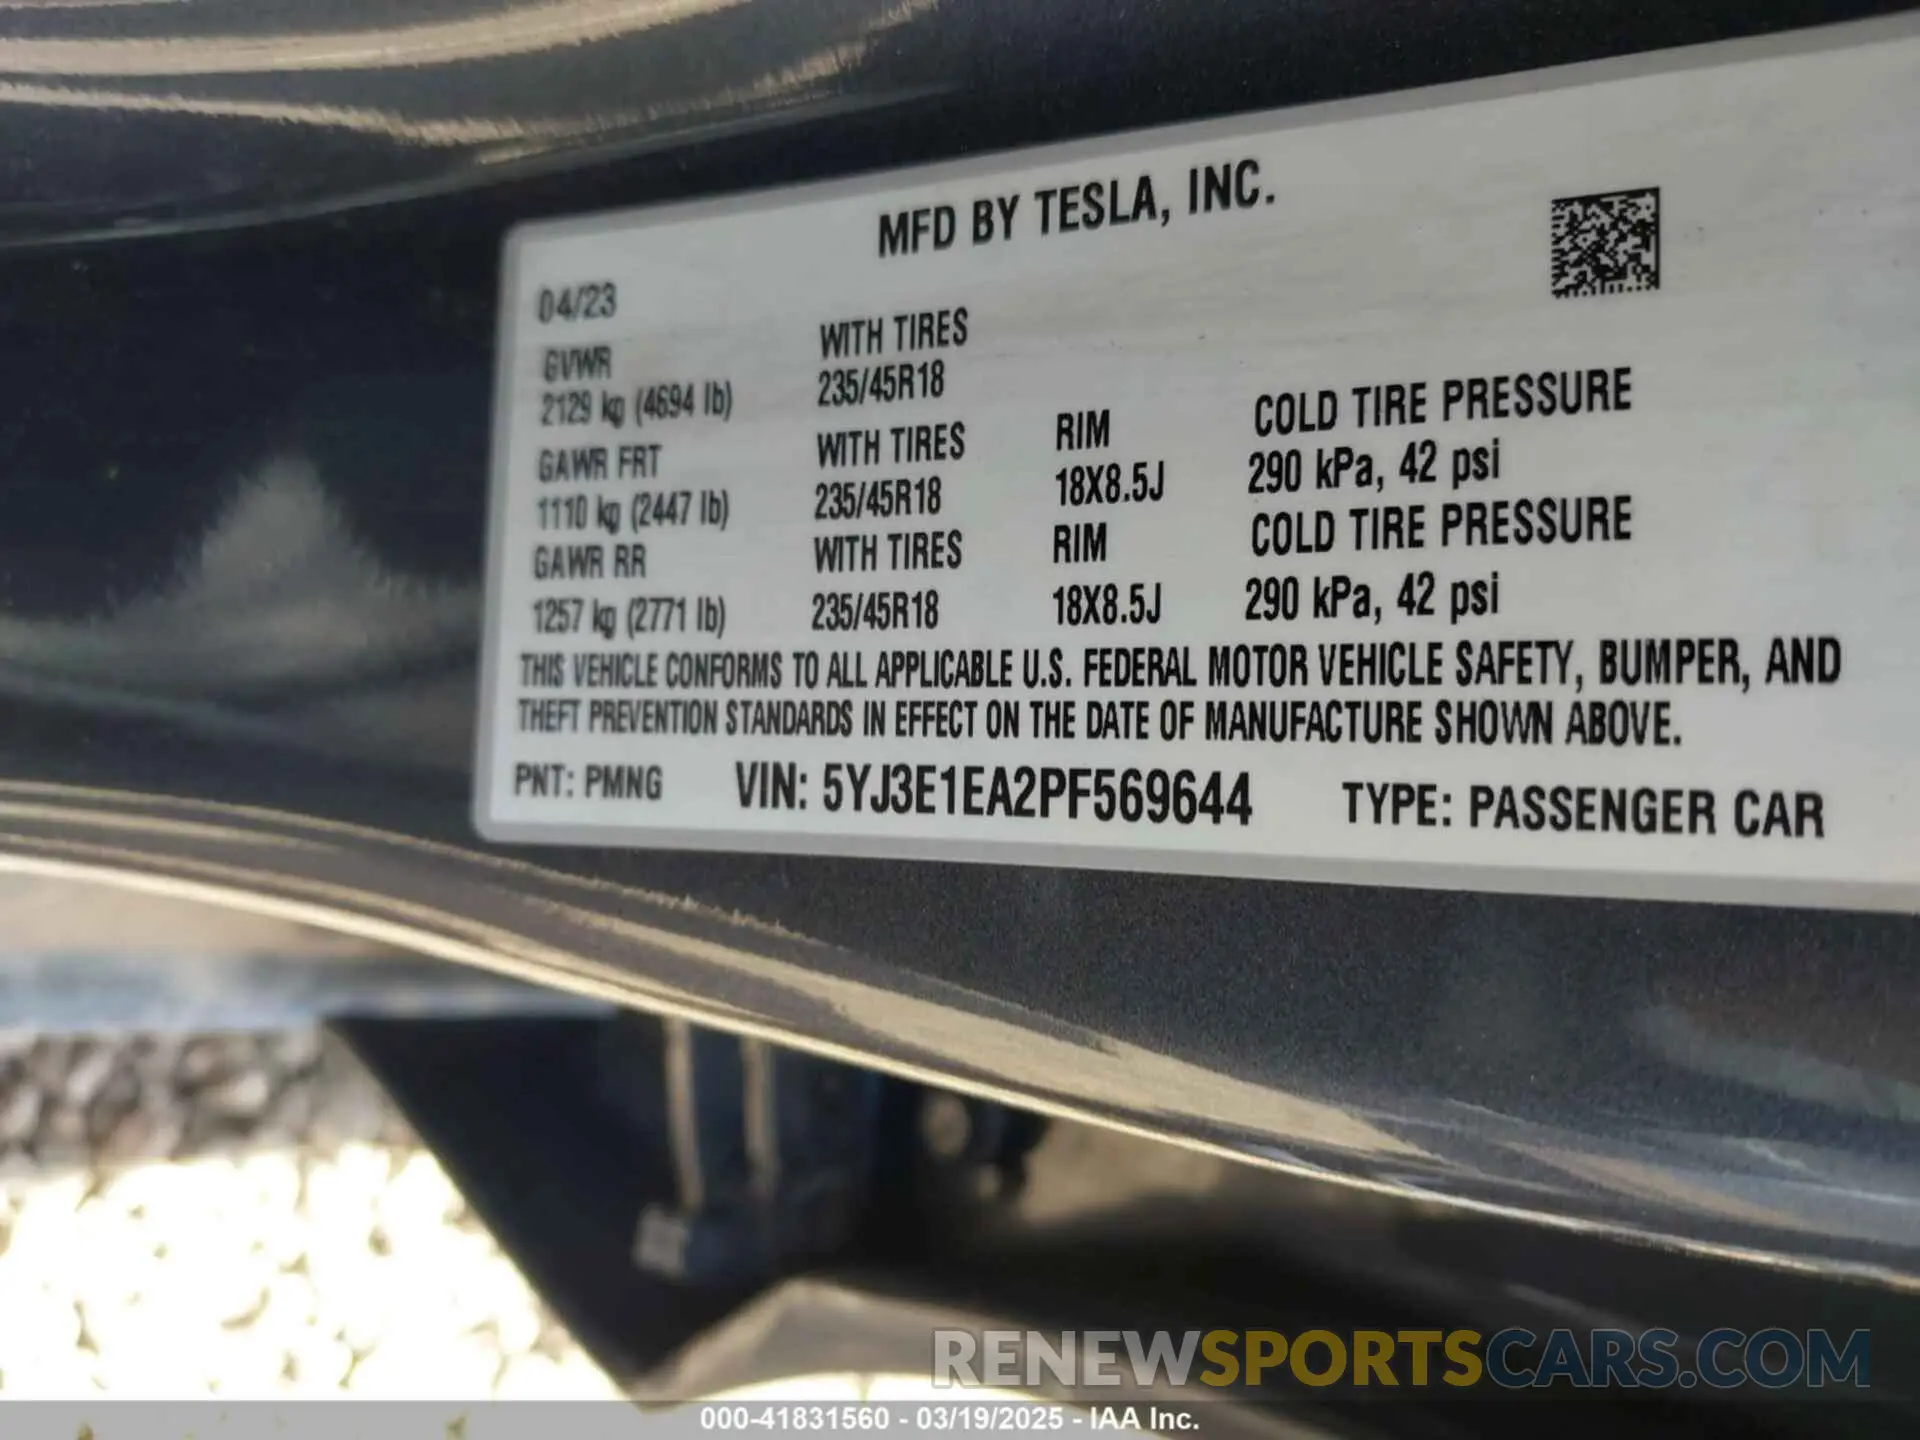 MFD BY TESLA, INC.
04/23
GVWR WITH TIRES
2129 kg (4694 lb) 235/45R18
GAWR FRT WITH TIRES RIM COLD TIRE PRESSURE
1110 kg (2447 lb) 235/45R18 18X8.5J 290 kPa, 42 psi
GAWR RR WITH TIRES RIM COLD TIRE PRESSURE
1257 kg (2771 lb) 235/45R18 18X8.5J 290 kPa, 42 psi
THIS VEHICLE CONFORMS TO ALL APPLICABLE U.S. FEDERAL MOTOR VEHICLE SAFETY, BUMPER, AND
THEFT PREVENTION STANDARDS IN EFFECT ON THE DATE OF MANUFACTURE SHOWN ABOVE.
PNT: PMNG VIN: 5YJ3E1EA2PF569644 TYPE: PASSENGER CAR
RENEWSPORTSCARS.COM
000-41831560 - 03/19/2025 - IAA Inc.